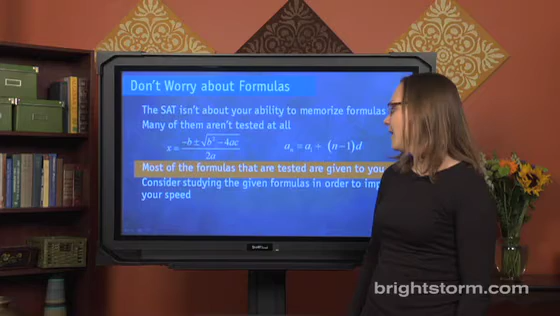 Don't Worry about Formulas
The SAT isn't about your ability to memorize formulas
Many of them aren't tested at all
x = −b ± √b² − 4ac / 2a
aₙ = a₁ + (n − 1)d
Most of the formulas that are tested are given to you
Consider studying the given formulas in order to imp
your speed
brightstorm.com